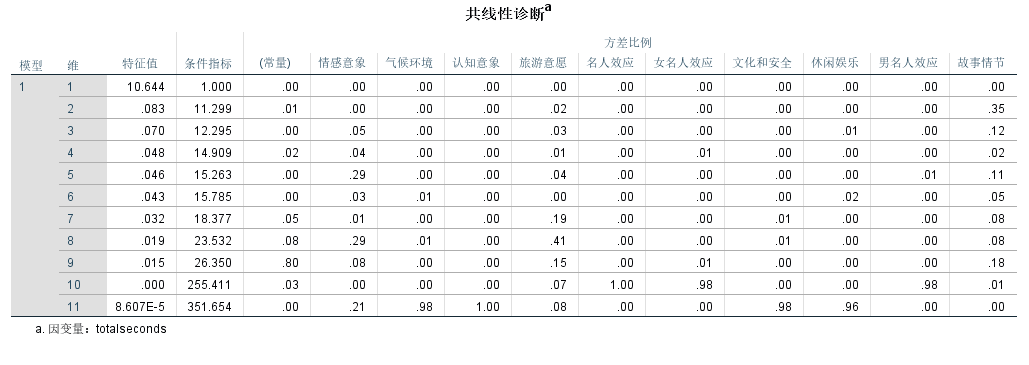 共线性诊断a
方差比例
模型 维 特征值 条件指标 (常量) 情感意象 气候环境 认知意象 旅游意愿 名人效应 女名人效应 文化和安全 休闲娱乐 男名人效应 故事情节
1 1 10.644 1.000 .00 .00 .00 .00 .00 .00 .00 .00 .00 .00 .00
2 .083 11.299 .01 .00 .00 .00 .02 .00 .00 .00 .00 .00 .35
3 .070 12.295 .00 .05 .00 .00 .03 .00 .00 .00 .01 .00 .12
4 .048 14.909 .02 .04 .00 .00 .01 .00 .01 .00 .00 .00 .02
5 .046 15.263 .00 .29 .00 .00 .04 .00 .00 .00 .00 .01 .11
6 .043 15.785 .00 .03 .01 .00 .00 .00 .00 .00 .02 .00 .05
7 .032 18.377 .05 .01 .00 .00 .19 .00 .00 .01 .00 .00 .08
8 .019 23.532 .08 .29 .01 .00 .41 .00 .00 .01 .00 .00 .08
9 .015 26.350 .80 .08 .00 .00 .15 .00 .01 .00 .00 .00 .18
10 .000 255.411 .03 .00 .00 .00 .07 1.00 .98 .00 .00 .98 .01
11 8.607E-5 351.654 .00 .21 .98 1.00 .08 .00 .00 .98 .96 .00 .00
a. 因变量：totalseconds